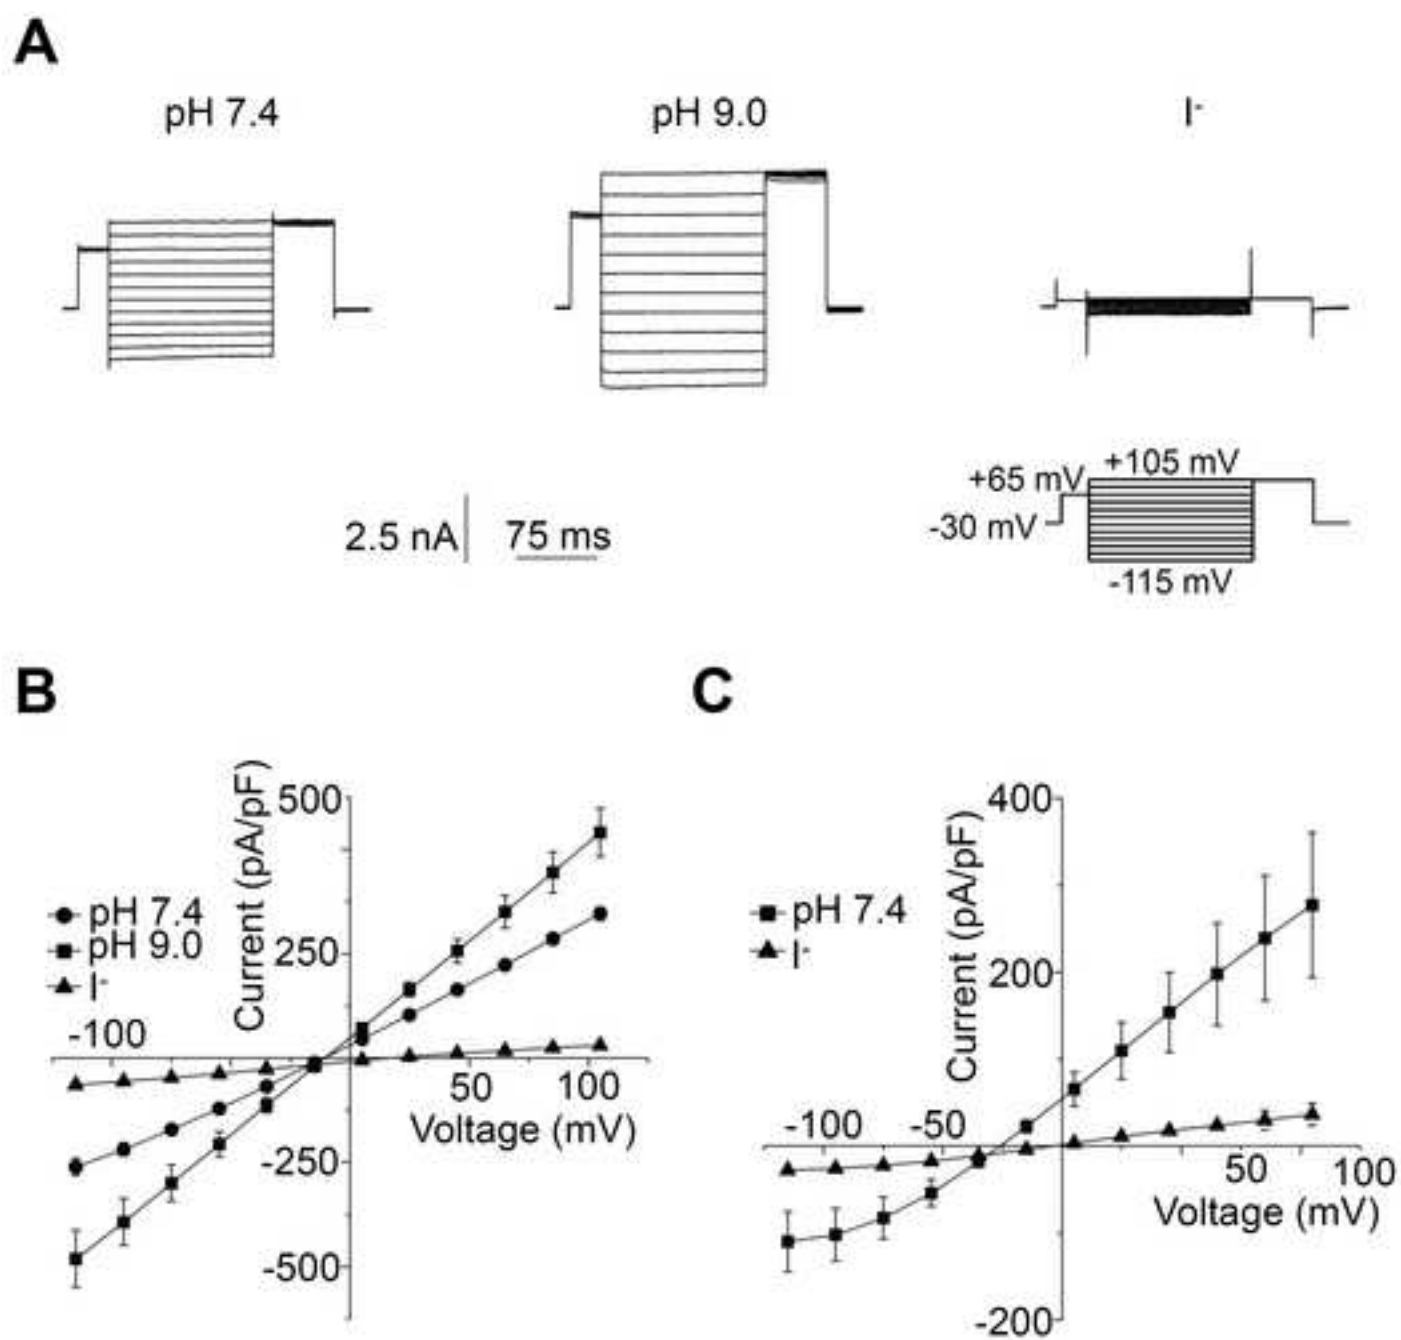 A
pH 7.4
pH 9.0
I-
+65 mV
+105 mV
-30 mV
-115 mV
2.5 nA
75 ms
B
Current (pA/pF)
500
250
-250
-500
pH 7.4
pH 9.0
I-
-100
50
100
Voltage (mV)
C
Current (pA/pF)
400
200
-200
pH 7.4
I-
-100
-50
50
100
Voltage (mV)